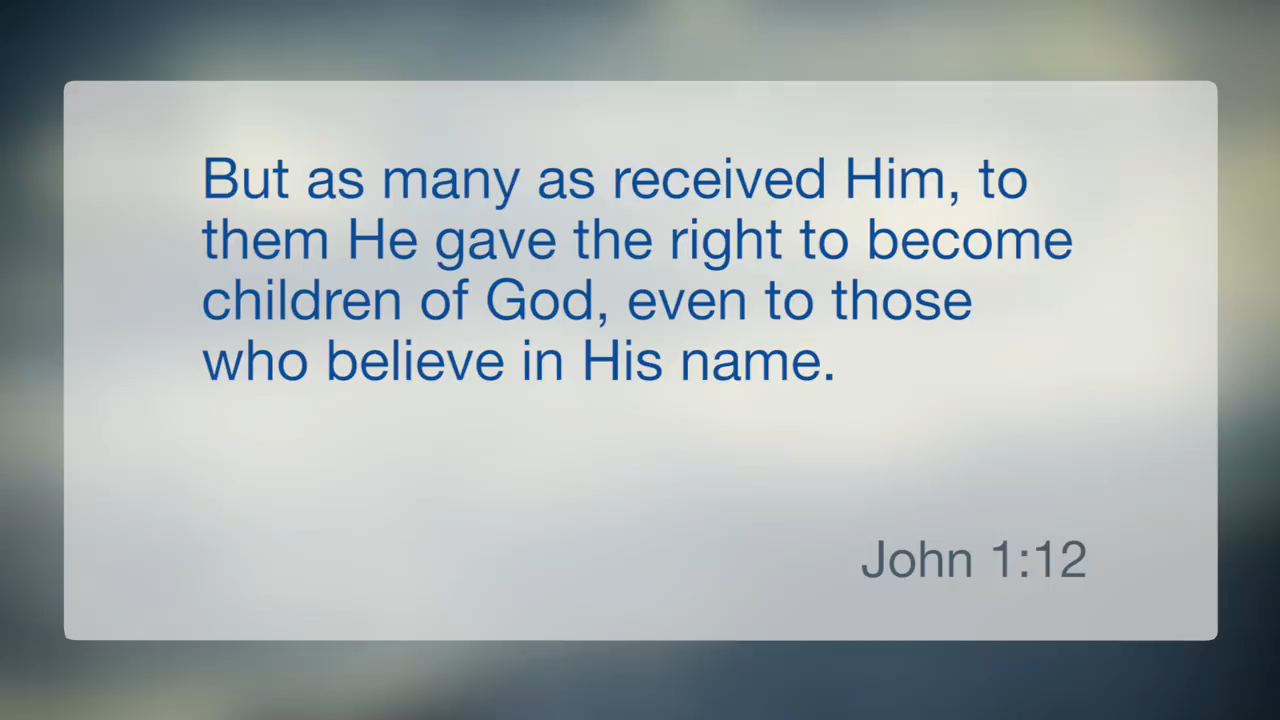 But as many as received Him, to
them He gave the right to become
children of God, even to those
who believe in His name.
John 1:12